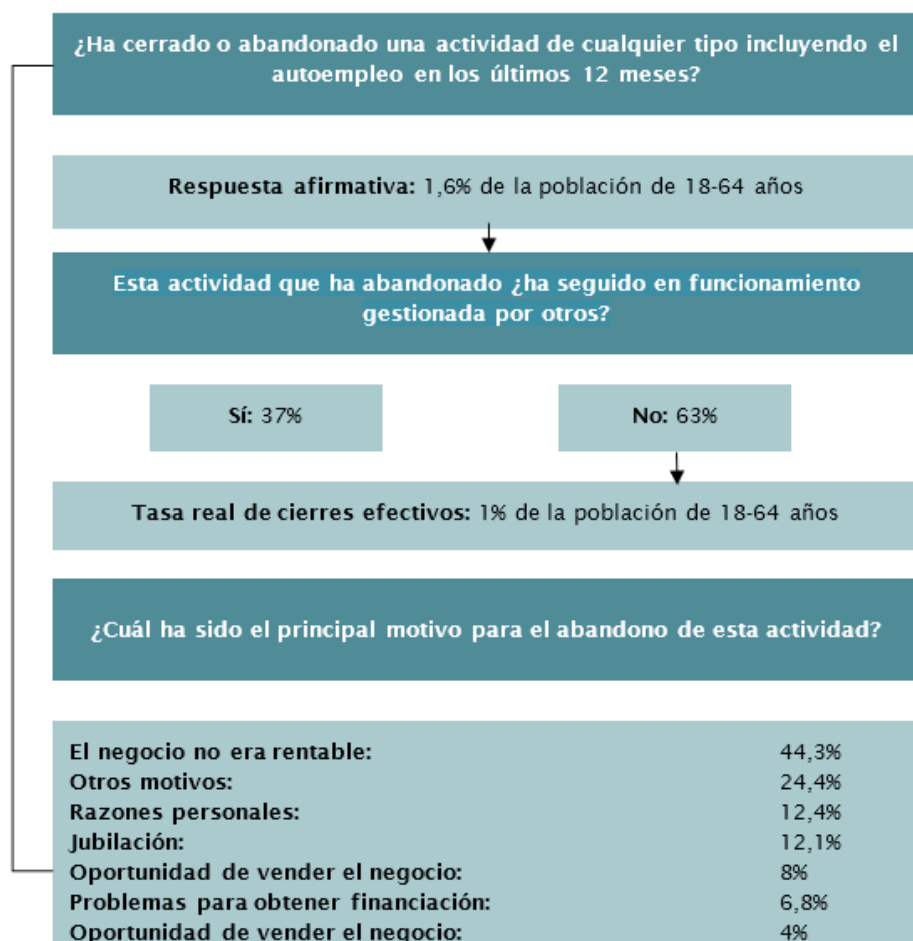 ¿Ha cerrado o abandonado una actividad de cualquier tipo incluyendo el
autoempleo en los últimos 12 meses?
Respuesta afirmativa: 1,6% de la población de 18-64 años
Esta actividad que ha abandonado ¿ha seguido en funcionamiento
gestionada por otros?
Sí: 37%
No: 63%
Tasa real de cierres efectivos: 1% de la población de 18-64 años
¿Cuál ha sido el principal motivo para el abandono de esta actividad?
El negocio no era rentable: 44,3%
Otros motivos: 24,4%
Razones personales: 12,4%
Jubilación: 12,1%
Oportunidad de vender el negocio: 8%
Problemas para obtener financiación: 6,8%
Oportunidad de vender el negocio: 4%